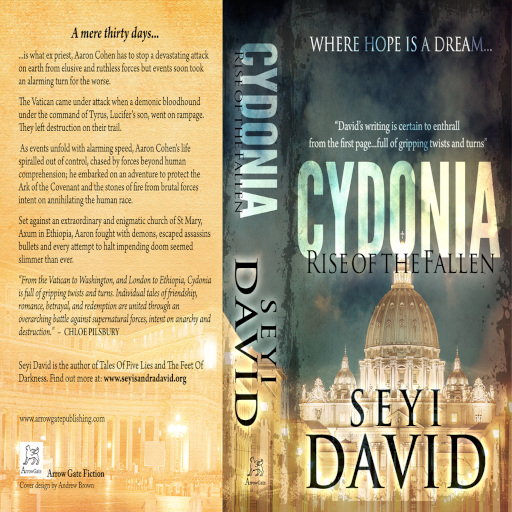 A mere thirty days...
...is what ex priest, Aaron Cohen has to stop a devastating attack
on earth from elusive and ruthless forces but events soon took
an alarming turn for the worse.
The Vatican came under attack when a demonic bloodhound
under the command of Tyrus, Lucifer's son, went on rampage.
They left destruction on their trail.
As events unfold with alarming speed, Aaron Cohen's life
spiralled out of control, chased by forces beyond human
comprehension; he embarked on an adventure to protect the
Ark of the Covenant and the stones of fire from brutal forces
intent on annihilating the human race.
Set against an extraordinary and enigmatic church of St Mary,
Axum in Ethiopia, Aaron fought with demons, escaped assassins
bullets and every attempt to halt impending doom seemed
slimmer than ever.
"From the Vatican to Washington, and London to Ethiopia, Cydonia
is full of gripping twists and turns. Individual tales of friendship,
romance, betrayal, and redemption are united through an
overarching battle against supernatural forces, intent on anarchy and
destruction." – CHLOE PILSBURY
Seyi David is the author of Tales Of Five Lies and The Feet Of
Darkness. Find out more at: www.seyisandradavid.org
www.arrowgatepublishing.com
ArrowGate
Arrow Gate Fiction
Cover design by Andrew Brown
CYDONIA
RISE OF THE FALLEN
SEYI
DAVID
ArrowGate
WHERE HOPE IS A DREAM...
"David's writing is certain to enthrall
from the first page...full of gripping twists and turns"
CYDONIA
RISE OF THE FALLEN
SEYI
DAVID